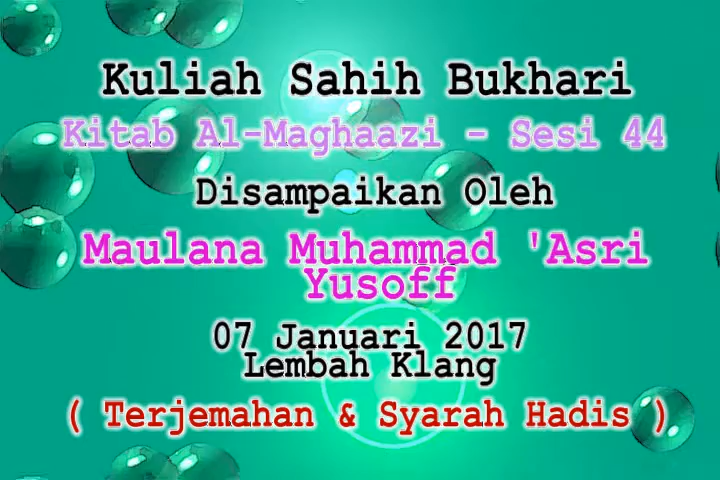 Kuliah Sahih Bukhari
Kitab Al-Maghaazi - Sesi 44
Disampaikan Oleh
Maulana Muhammad 'Asri
Yusoff
07 Januari 2017
Lembah Klang
( Terjemahan & Syarah Hadis )